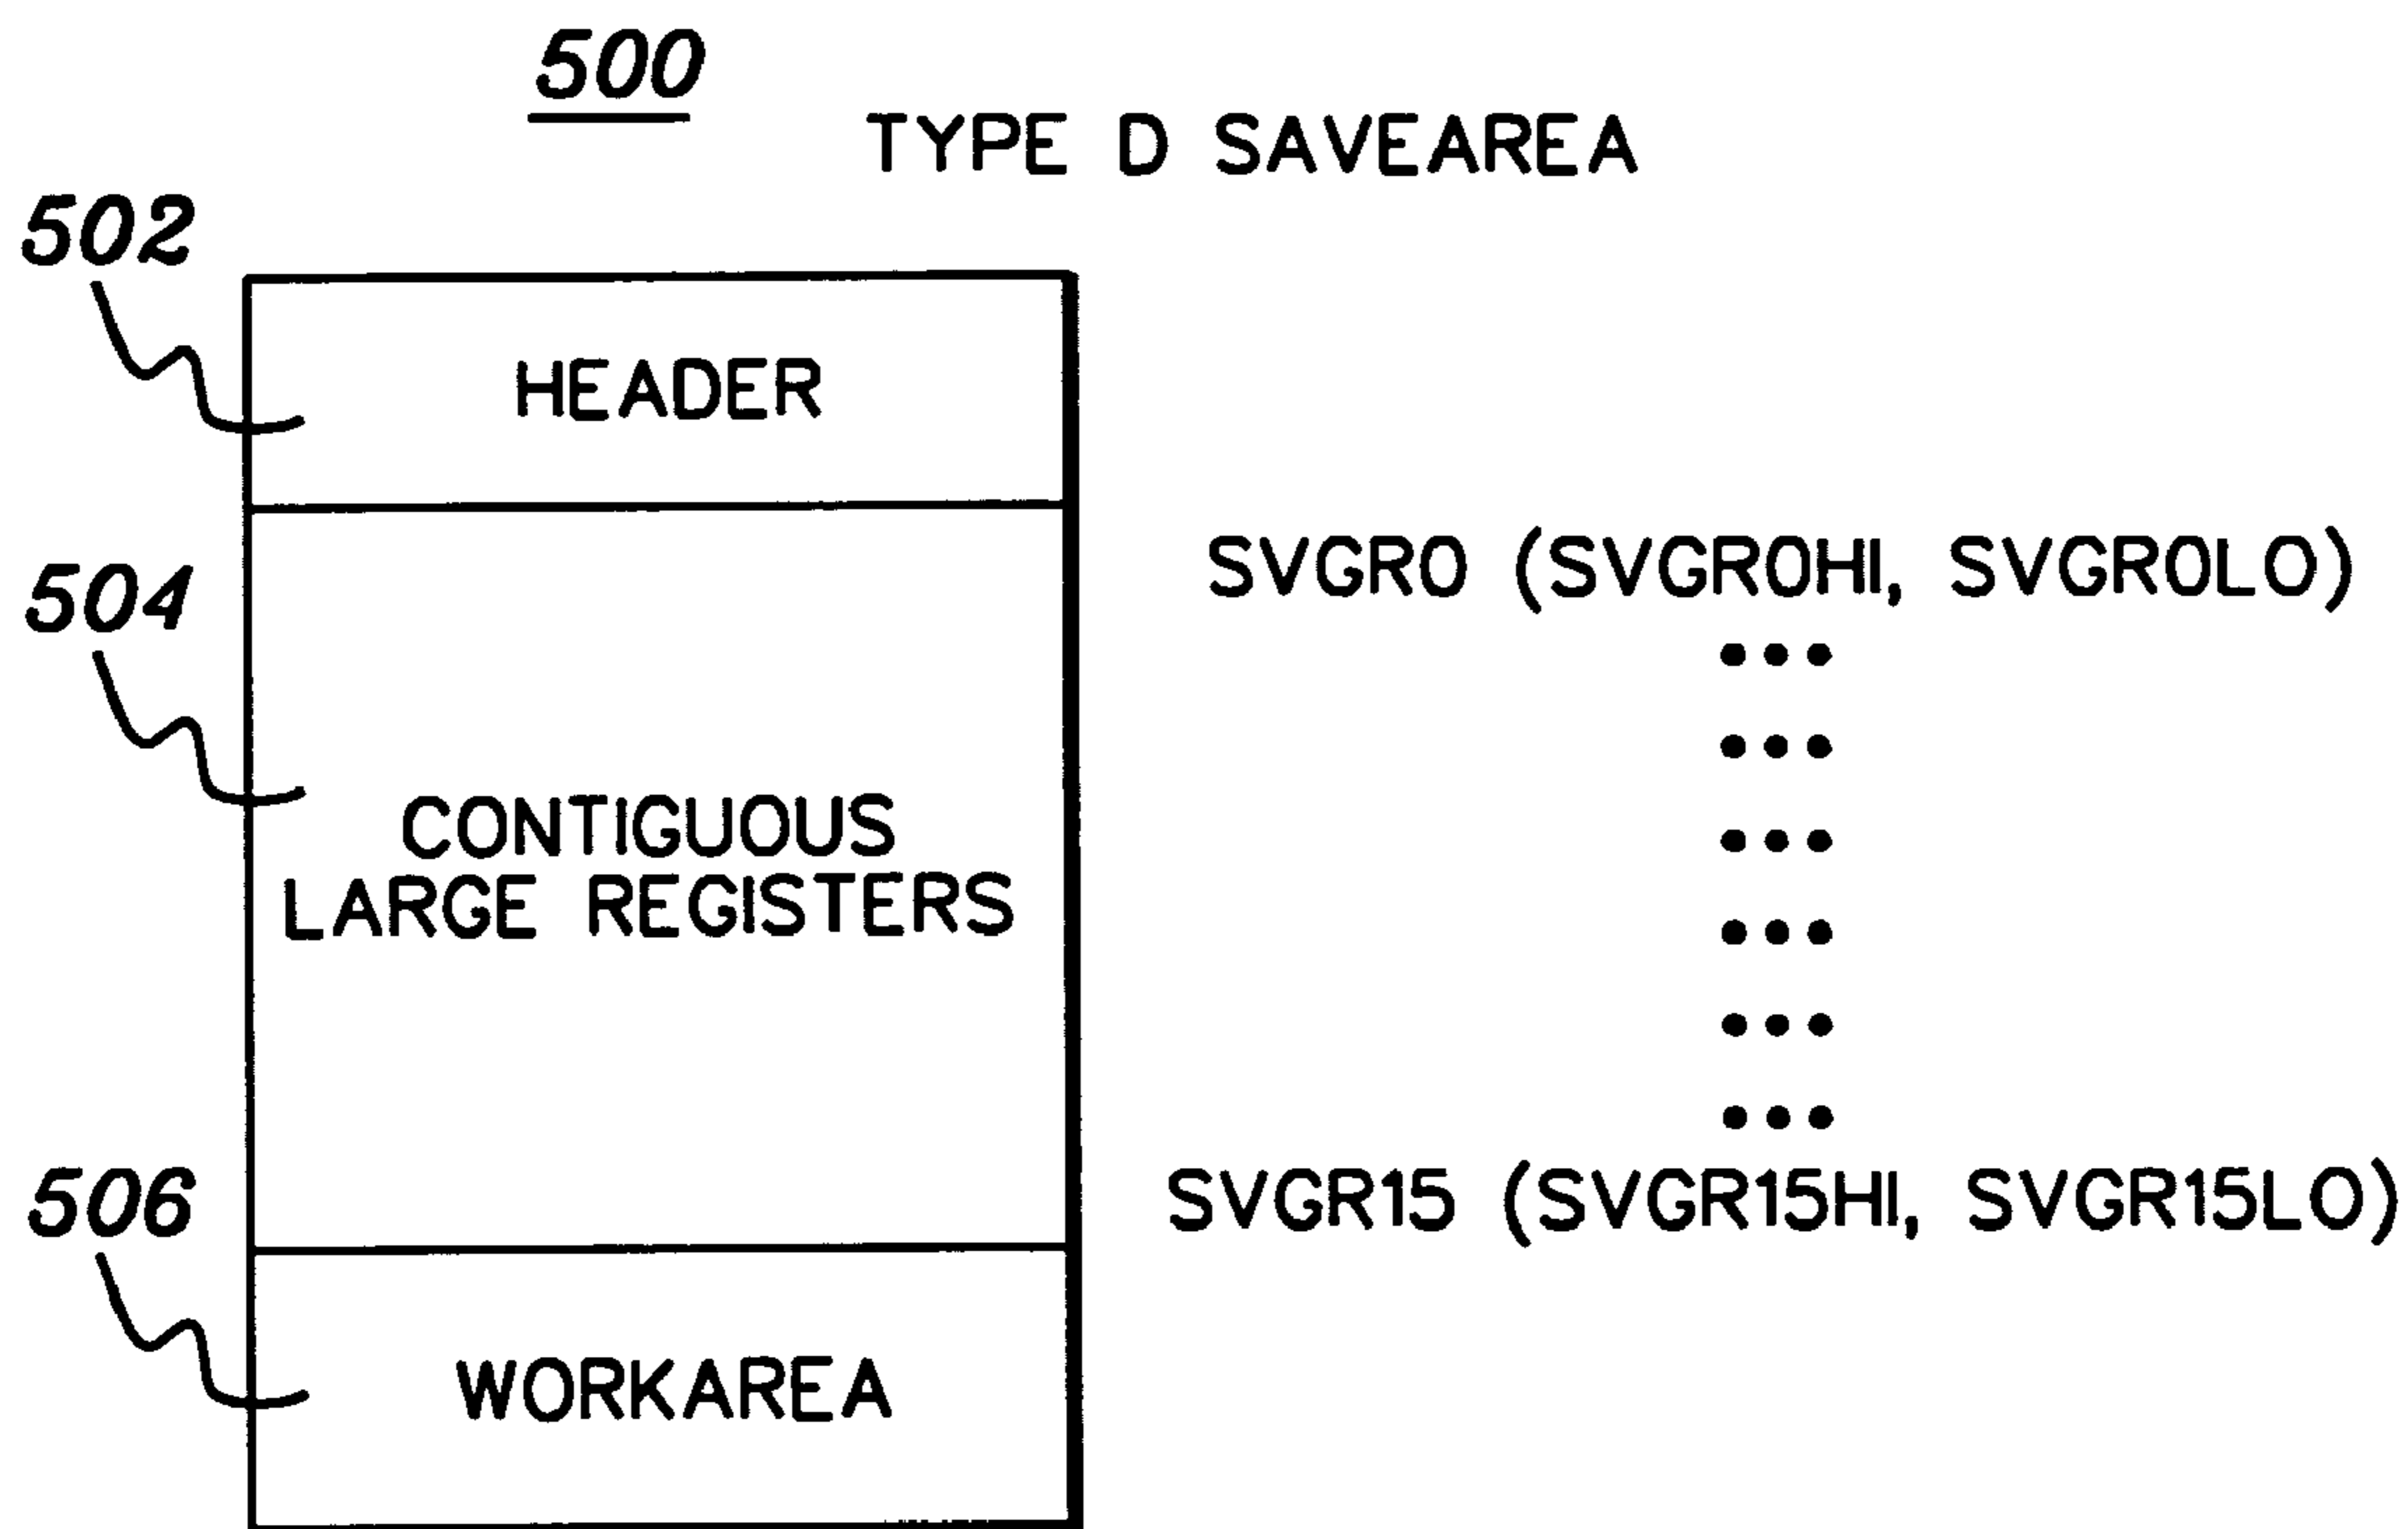 500
TYPE D SAVEAREA
502
HEADER
504
SVGR0 (SVGR0HI, SVGR0LO)
•••
•••
•••
•••
•••
•••
CONTIGUOUS
LARGE REGISTERS
506
SVGR15 (SVGR15HI, SVGR15LO)
WORKAREA